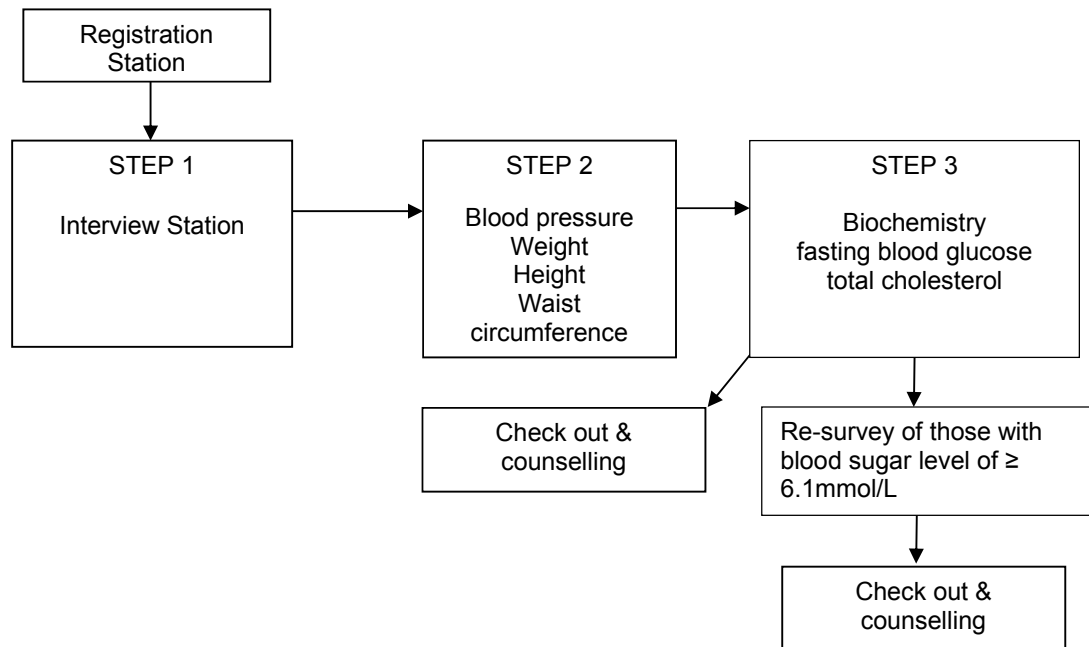 Registration
Station
STEP 1
Interview Station
STEP 2
Blood pressure
Weight
Height
Waist
circumference
STEP 3
Biochemistry
fasting blood glucose
total cholesterol
Check out &
counselling
Re-survey of those with
blood sugar level of ≥
6.1mmol/L
Check out &
counselling